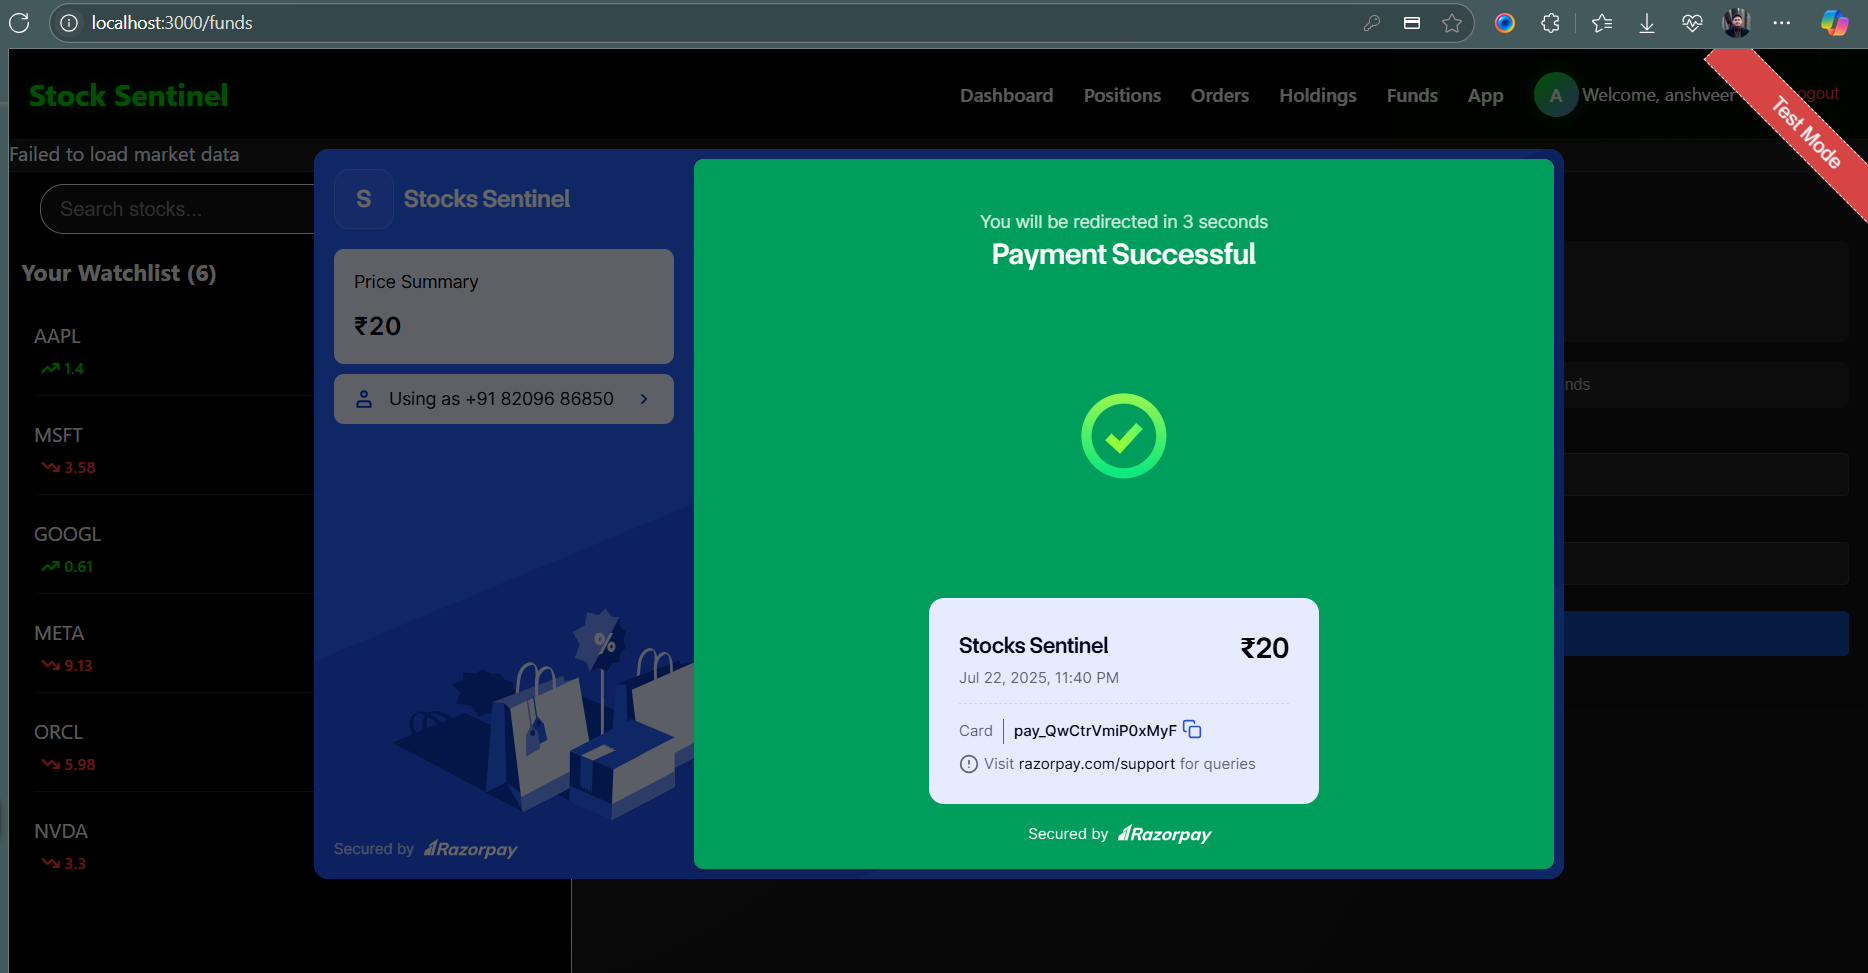 localhost:3000/funds
Stock Sentinel
Dashboard Positions Orders Holdings Funds App A Welcome, anshveer ogout
Test Mode
Failed to load market data
Search stocks...
Your Watchlist (6)
AAPL
1.4
MSFT
3.58
GOOGL
0.61
META
9.13
ORCL
5.98
NVDA
3.3
S Stocks Sentinel
Price Summary
₹20
Using as +91 82096 86850
%
Secured by Razorpay
You will be redirected in 3 seconds
Payment Successful
Stocks Sentinel ₹20
Jul 22, 2025, 11:40 PM
Card pay_QwCtrVmiP0xMyF
Visit razorpay.com/support for queries
Secured by Razorpay
nds